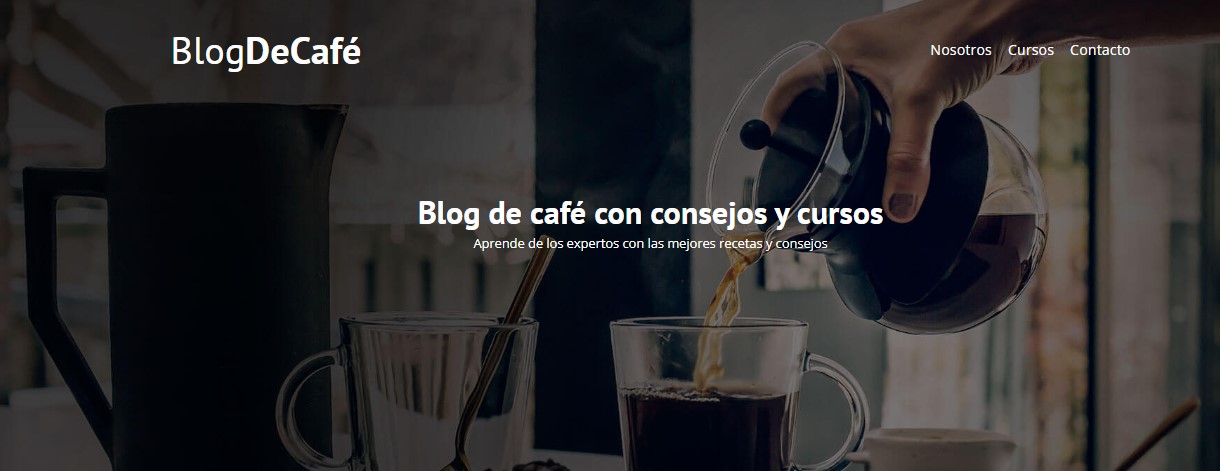 BlogDeCafé
Nosotros Cursos Contacto
Blog de café con consejos y cursos
Aprende de los expertos con las mejores recetas y consejos